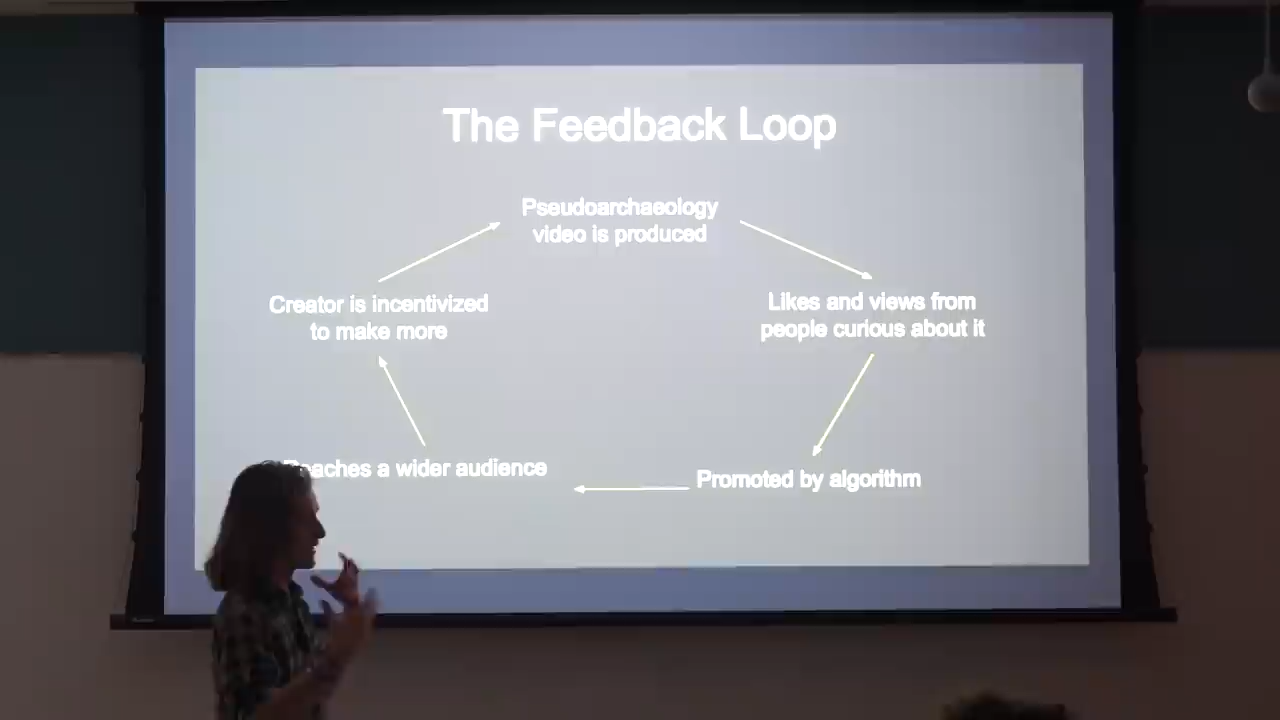 The Feedback Loop
Pseudoarchaeology
video is produced
Likes and views from
people curious about it
Promoted by algorithm
Reaches a wider audience
Creator is incentivized
to make more